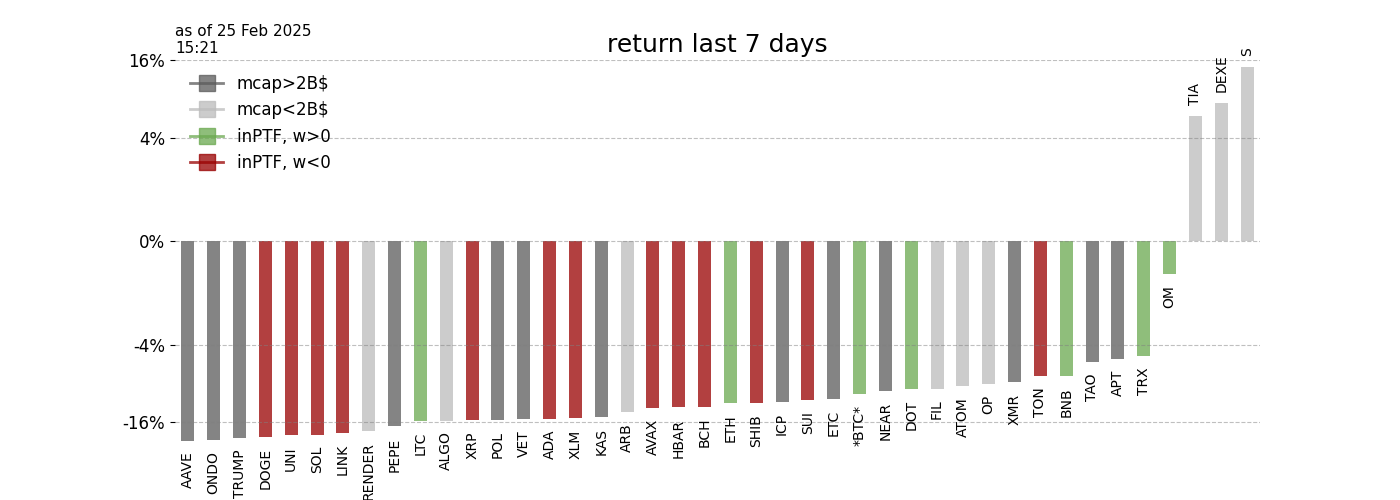 as of 25 Feb 2025
15:21
return last 7 days
16%
4%
0%
-4%
-16%
mcap>2B$
mcap<2B$
inPTF, w>0
inPTF, w<0
AAVE
ONDO
TRUMP
DOGE
UNI
SOL
LINK
RENDER
PEPE
LTC
ALGO
XRP
POL
VET
ADA
XLM
KAS
ARB
AVAX
HBAR
BCH
ETH
SHIB
ICP
SUI
ETC
*BTC*
NEAR
DOT
FIL
ATOM
OP
XMR
TON
BNB
TAO
APT
TRX
OM
TIA
DEXE
S